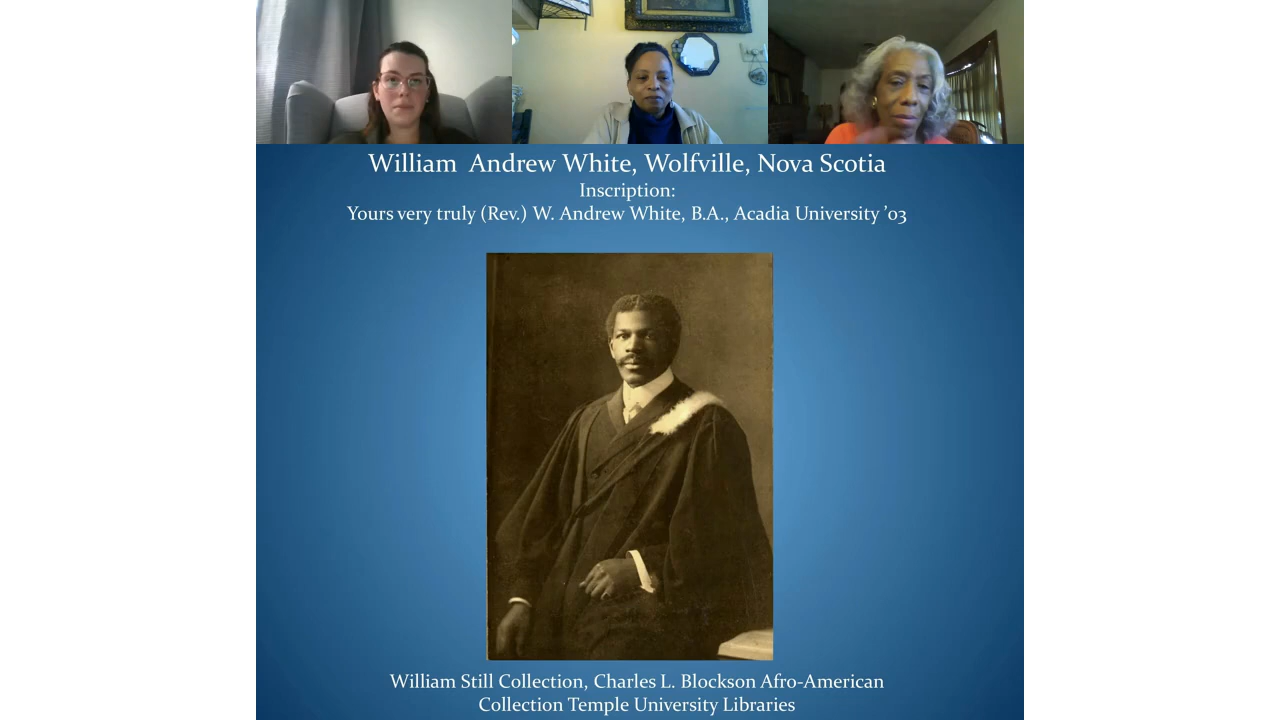 William  Andrew White, Wolfville, Nova Scotia
Inscription:
Yours very truly (Rev.) W. Andrew White, B.A., Acadia University ’03
William Still Collection, Charles L. Blockson Afro-American
Collection Temple University Libraries